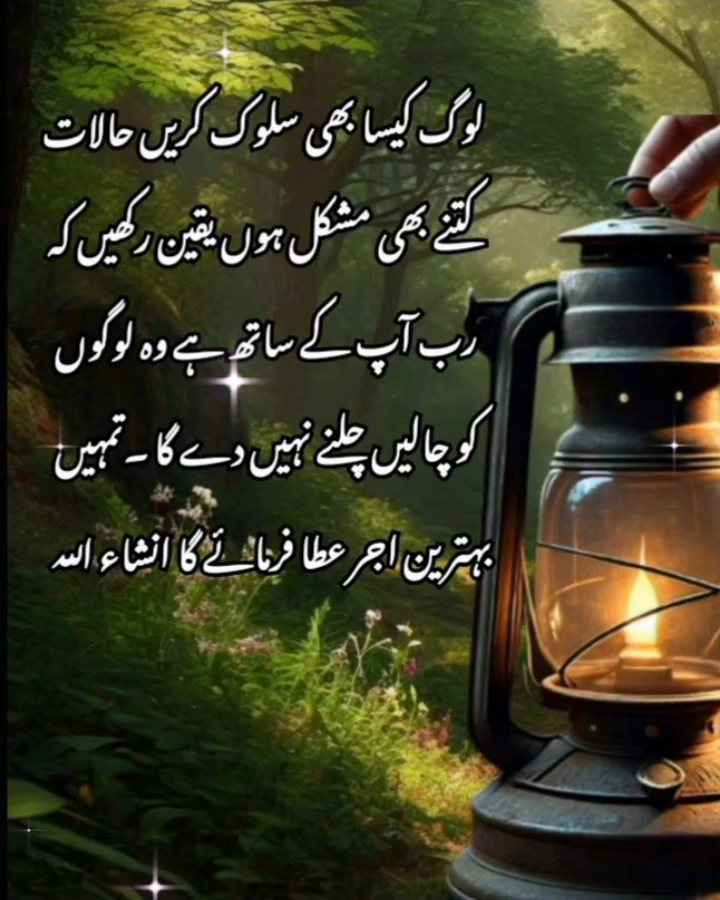 لوگ کیسا بھی سلوک کریں حالات
کتنے بھی مشکل ہوں یقین رکھیں کہ
رب آپ کے ساتھ ہے وہ لوگوں
کو چالیں چلنے نہیں دے گا ۔ تمہیں
بہترین اجر عطا فرمائے گا انشاء اللہ